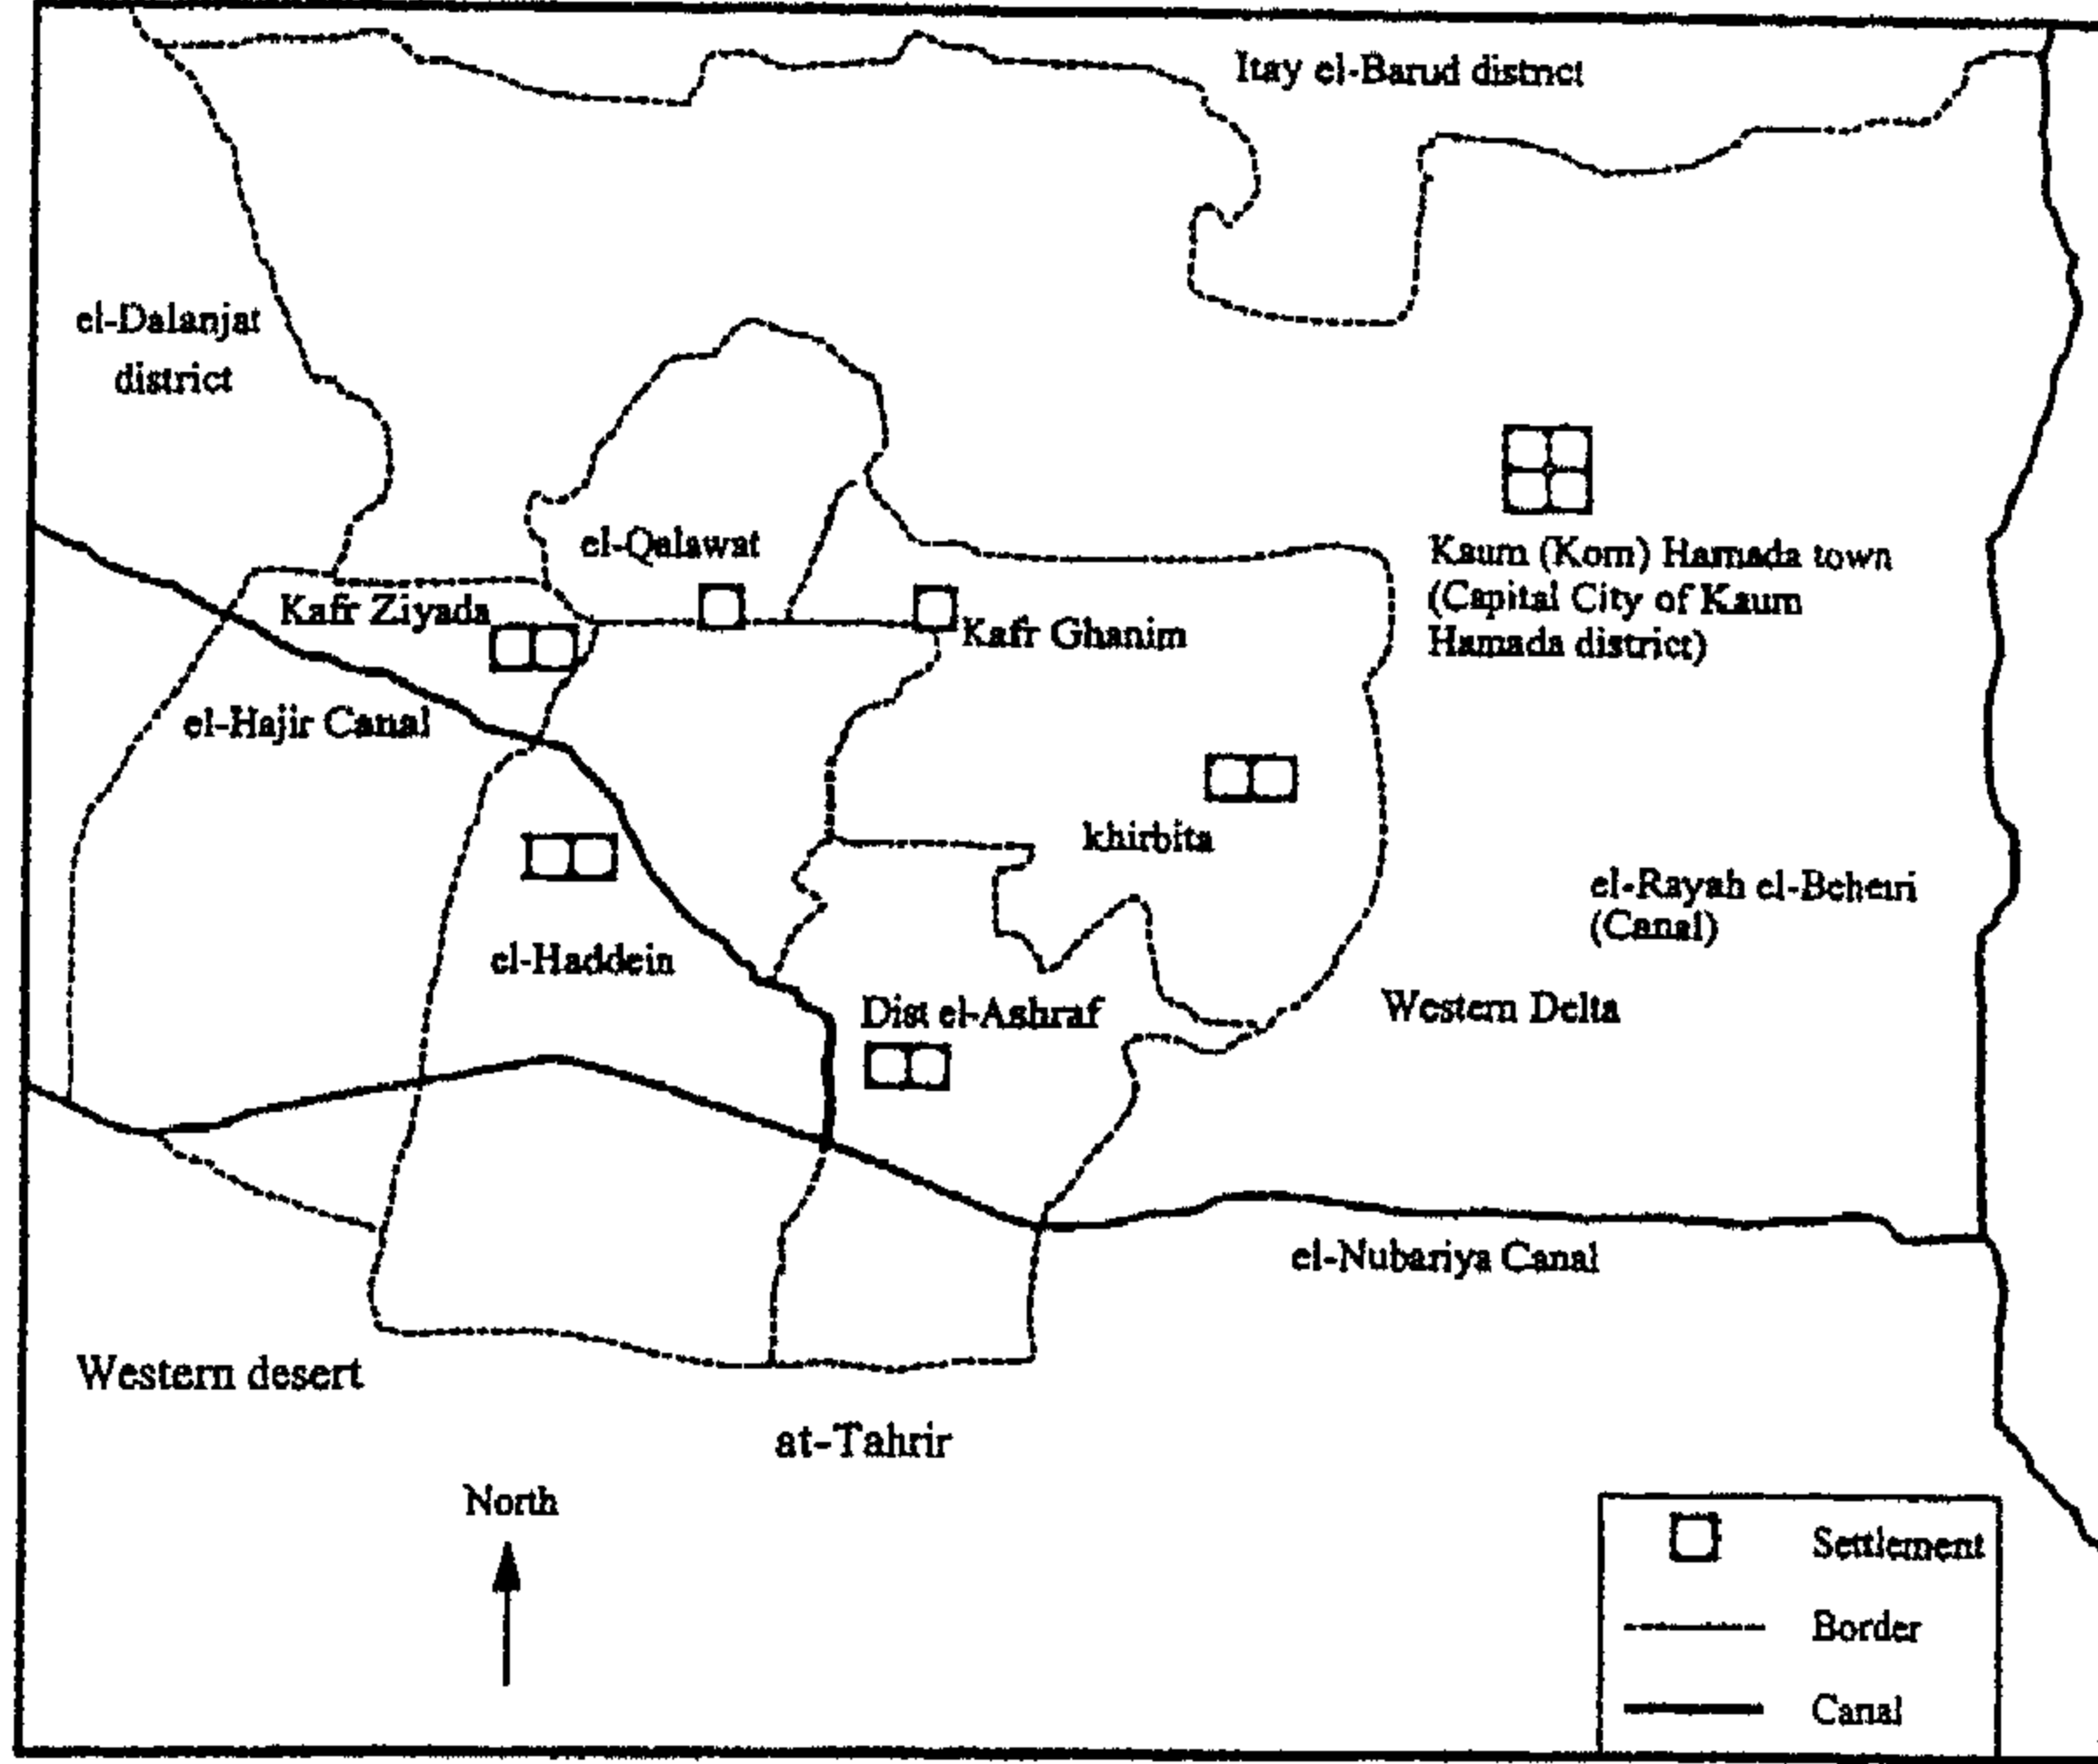 Itay el-Barud district
el-Dalanjat
district
el-Qalawat
Kaum (Kom) Hamada town
(Capital City of Kaum
Hamada district)
Kafr Ziyada
Kafr Ghanim
el-Hajir Canal
khirbita
el-Rayah el-Beheiri
(Canal)
el-Haddein
Dist el-Ashraf
Western Delta
el-Nubariya Canal
Western desert
at-Tahrir
North
Settlement
Border
Canal